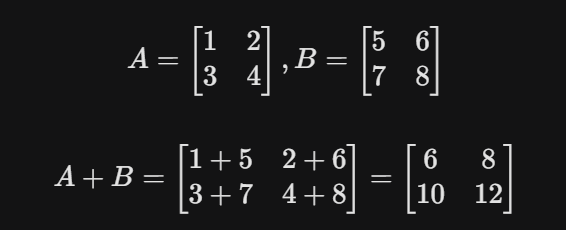 A = [1 2
3 4], B = [5 6
7 8]
A + B = [1 + 5 2 + 6
3 + 7 4 + 8] = [6 8
10 12]